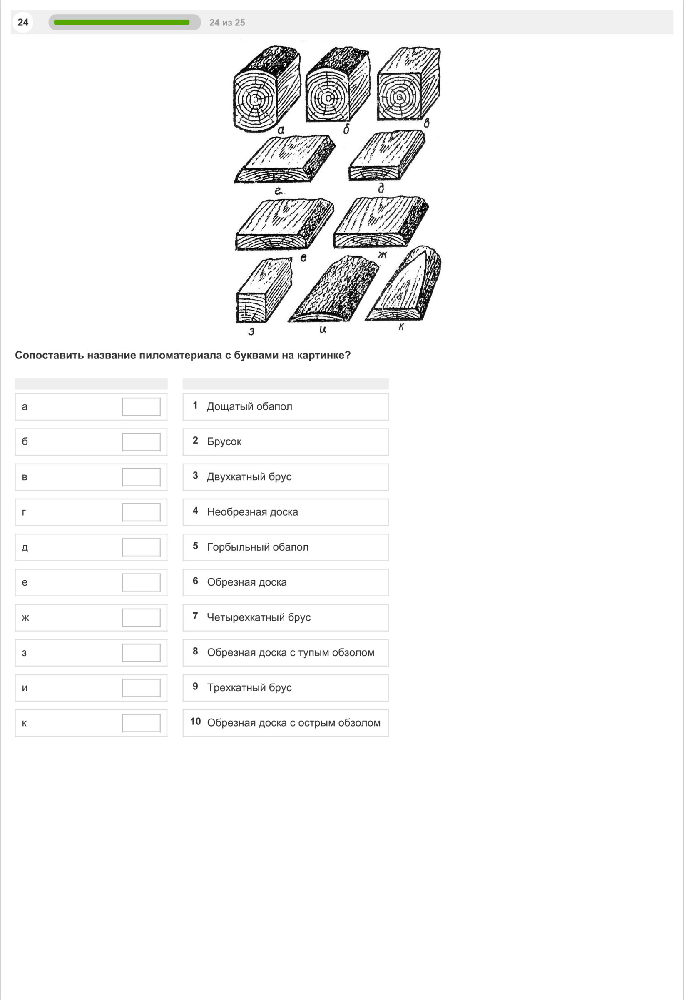 24 24 из 25
а б в
г д
е ж
з и к
Сопоставить название пиломатериала с буквами на картинке?
а 1 Дощатый обапол
б 2 Брусок
в 3 Двухкатный брус
г 4 Необрезная доска
д 5 Горбыльный обапол
е 6 Обрезная доска
ж 7 Четырехкатный брус
з 8 Обрезная доска с тупым обзолом
и 9 Трехкатный брус
к 10 Обрезная доска с острым обзолом